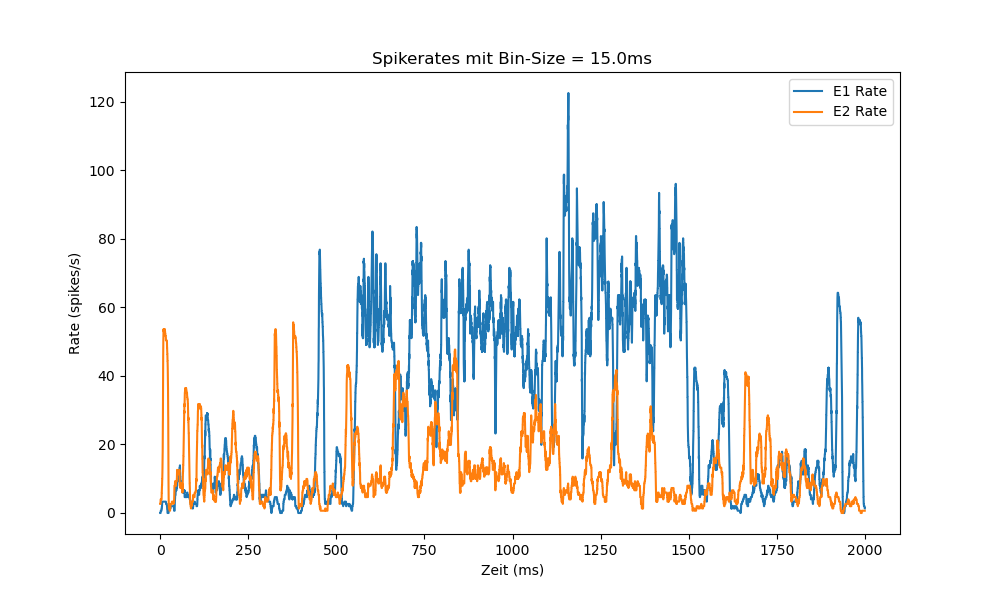 Spikerates mit Bin-Size = 15.0ms
E1 Rate
E2 Rate
120
100
80
60
40
20
0
Rate (spikes/s)
0 250 500 750 1000 1250 1500 1750 2000
Zeit (ms)